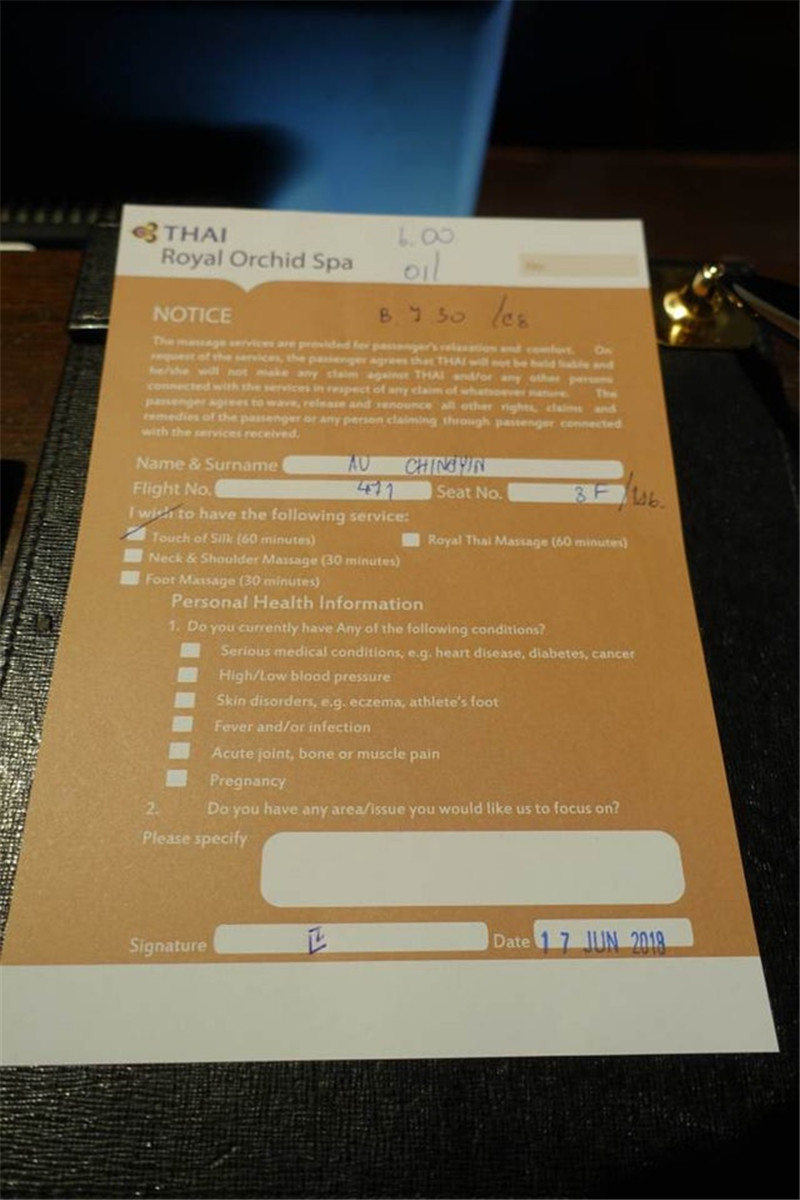 THAI
Royal Orchid Spa
6.00
oil
No.
NOTICE
B. 7 30 /c8
The massage services are provided for passenger's relaxation and comfort. On
request of the services, the passenger agrees that THAI will not be held liable and
he/she will not make any claim against THAI and/or any other persons
connected with the services in respect of any claim of whatsoever nature. The
passenger agrees to wave, release and renounce all other rights, claims and
remedies of the passenger or any person claiming through passenger connected
with the services received.
Name & Surname AU CHINGYIN
Flight No. 471 Seat No. 3F
I wish to have the following service:
Touch of Silk (60 minutes) Royal Thai Massage (60 minutes)
Neck & Shoulder Massage (30 minutes)
Foot Massage (30 minutes)
Personal Health Information
1. Do you currently have Any of the following conditions?
Serious medical conditions, e.g. heart disease, diabetes, cancer
High/Low blood pressure
Skin disorders, e.g. eczema, athlete's foot
Fever and/or infection
Acute joint, bone or muscle pain
Pregnancy
2. Do you have any area/issue you would like us to focus on?
Please specify
Signature Date 17 JUN 2018